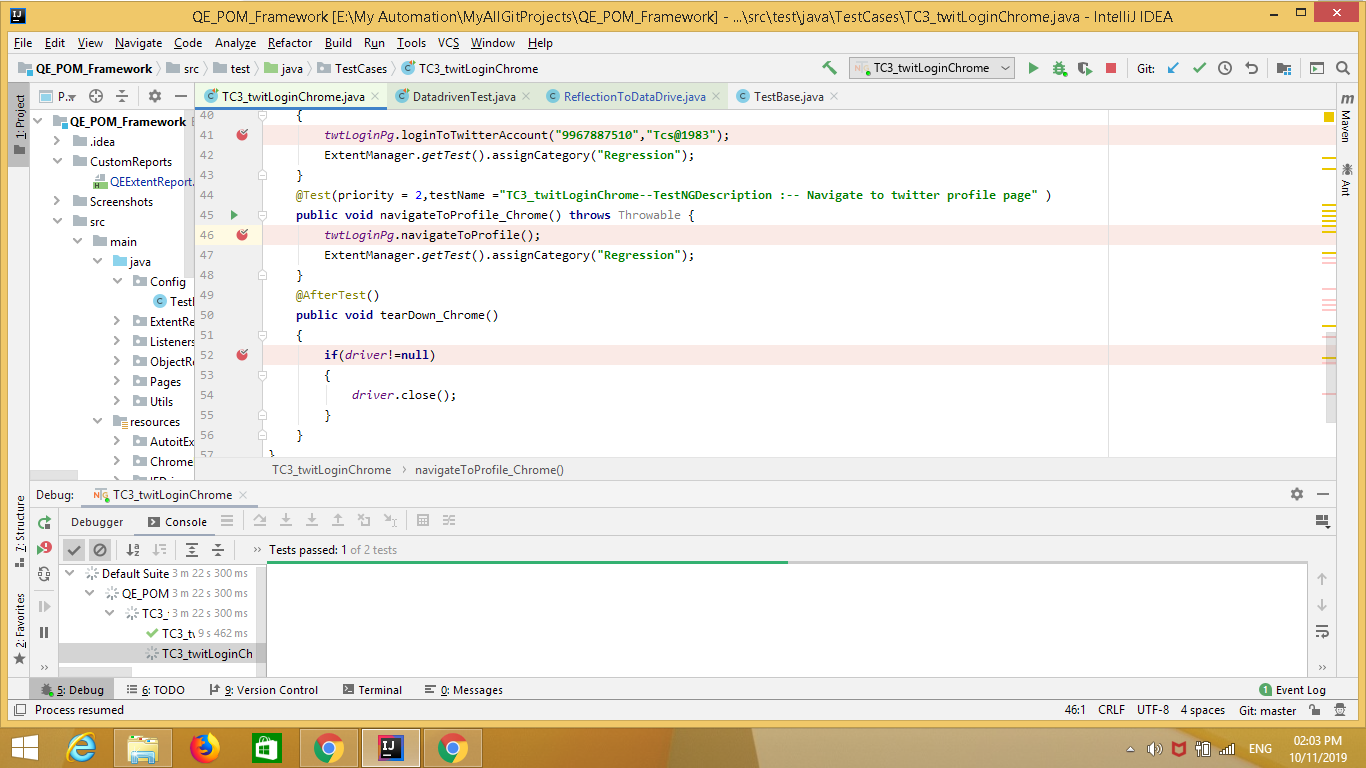 QE_POM_Framework [E:\My Automation\MyAllGitProjects\QE_POM_Framework] - ...\src\test\java\TestCases\TC3_twitLoginChrome.java - IntelliJ IDEA
File Edit View Navigate Code Analyze Refactor Build Run Tools VCS Window Help
QE_POM_Framework src test java TestCases TC3_twitLoginChrome TC3_twitLoginChrome Git:
1: Project P.. TC3_twitLoginChrome.java DatadrivenTest.java ReflectionToDataDrive.java TestBase.java
QE_POM_Framework
.idea
CustomReports
QEExtentReport.
Screenshots
src
main
java
Config
TestI
ExtentRe
Listeners
ObjectRe
Pages
Utils
resources
AutoitEx
Chrome
40 {
41 twtLoginPg.loginToTwitterAccount("9967887510","Tcs@1983");
42 ExtentManager.getTest().assignCategory("Regression");
43 }
44 @Test(priority = 2,testName ="TC3_twitLoginChrome--TestNGDescription :-- Navigate to twitter profile page" )
45 public void navigateToProfile_Chrome() throws Throwable {
46 twtLoginPg.navigateToProfile();
47 ExtentManager.getTest().assignCategory("Regression");
48 }
49 @AfterTest()
50 public void tearDown_Chrome()
51 {
52 if(driver!=null)
53 {
54 driver.close();
55 }
56 }
57 }
TC3_twitLoginChrome navigateToProfile_Chrome()
Maven
Ant
Debug: TC3_twitLoginChrome
Debugger Console
Tests passed: 1 of 2 tests
Default Suite 3 m 22 s 300 ms
QE_POM 3 m 22 s 300 ms
TC3_ 3 m 22 s 300 ms
TC3_tv 9 s 462 ms
TC3_twitLoginCh
7: Structure
2: Favorites
5: Debug 6: TODO 9: Version Control Terminal 0: Messages 1 Event Log
Process resumed 46:1 CRLF UTF-8 4 spaces Git: master
ENG 02:03 PM
10/11/2019